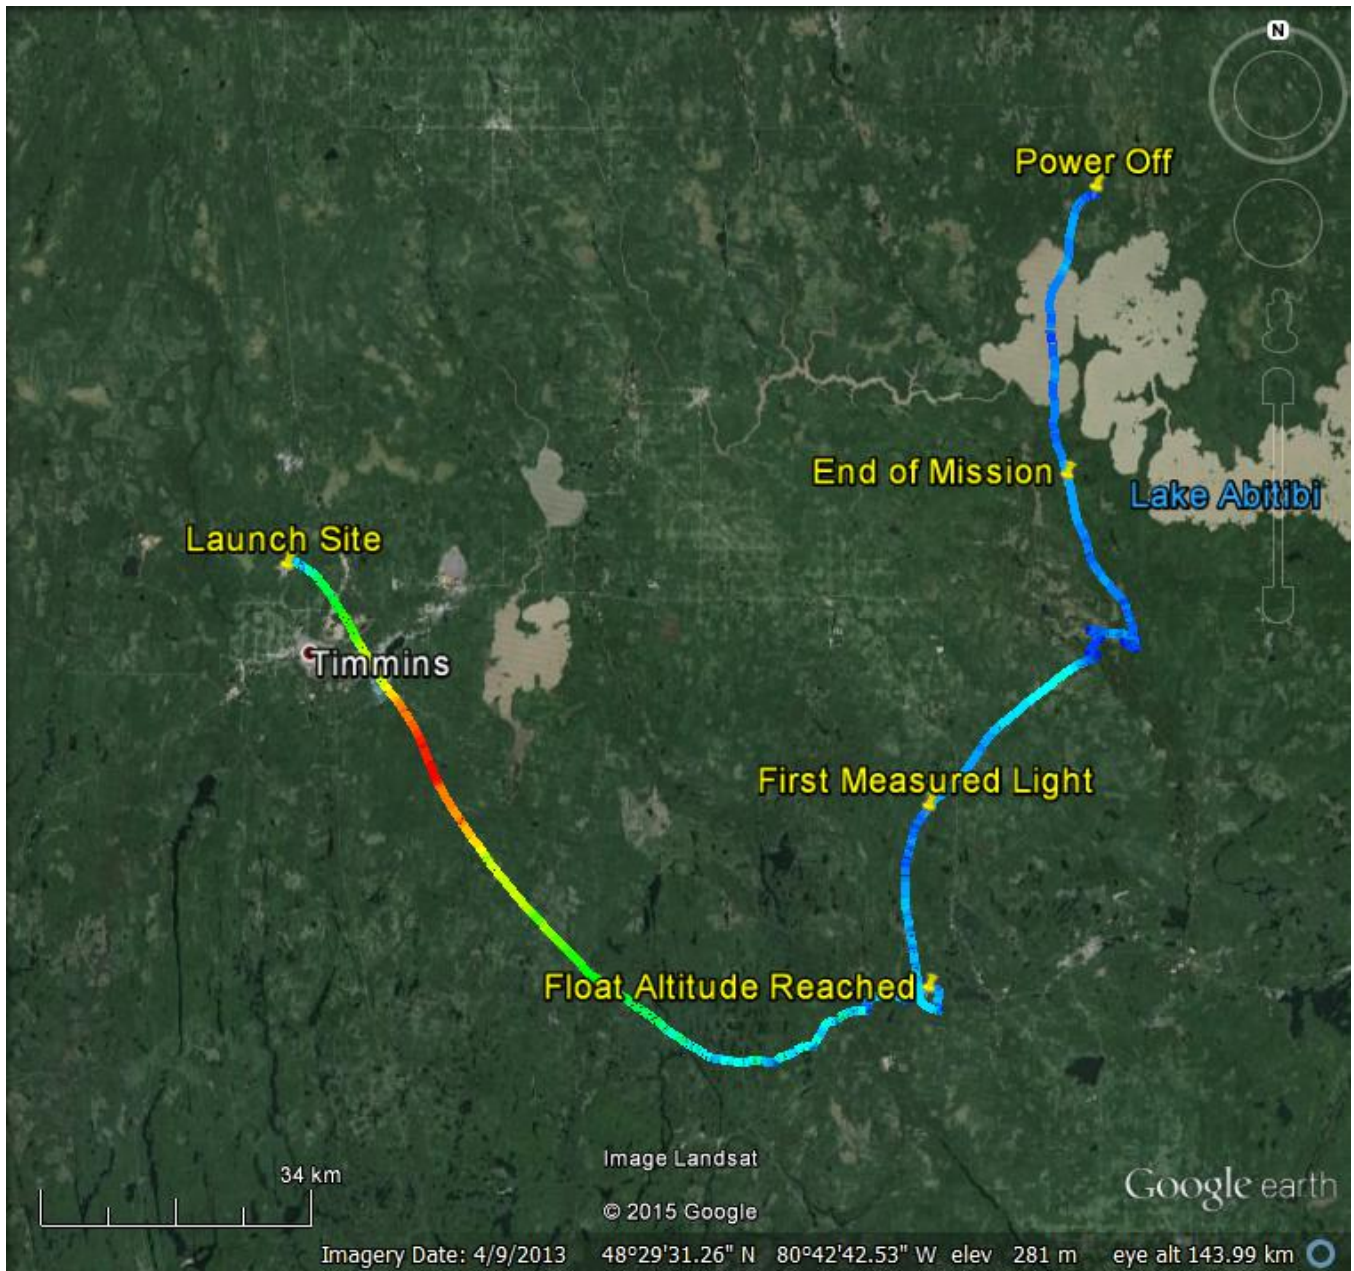 N
Power Off
End of Mission
Lake Abitibi
Launch Site
Timmins
First Measured Light
Float Altitude Reached
34 km
Image Landsat
© 2015 Google
Google earth
Imagery Date: 4/9/2013 48°29'31.26" N 80°42'42.53" W elev 281 m eye alt 143.99 km